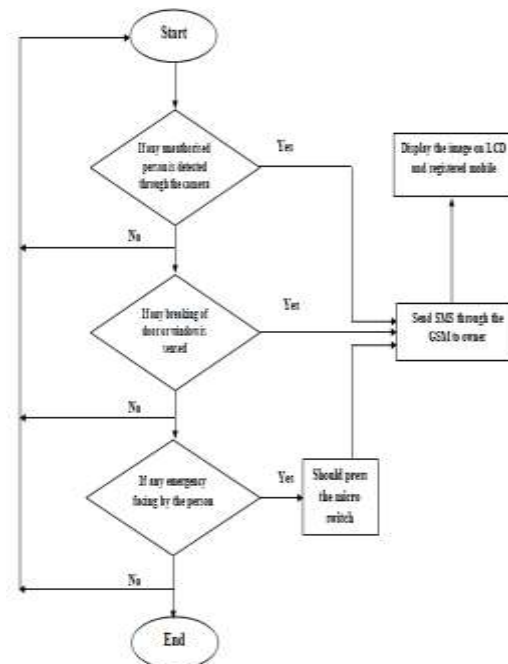 Start
If any unauthorised
person is detected
through the camera
Yes
Display the image on LCD
and registered mobile
No
If any breaking of
door or window is
sensed
Yes
Send SMS through the
GSM to owner
No
If any emergency
facing by the person
Yes
Should press
the micro
switch
No
End